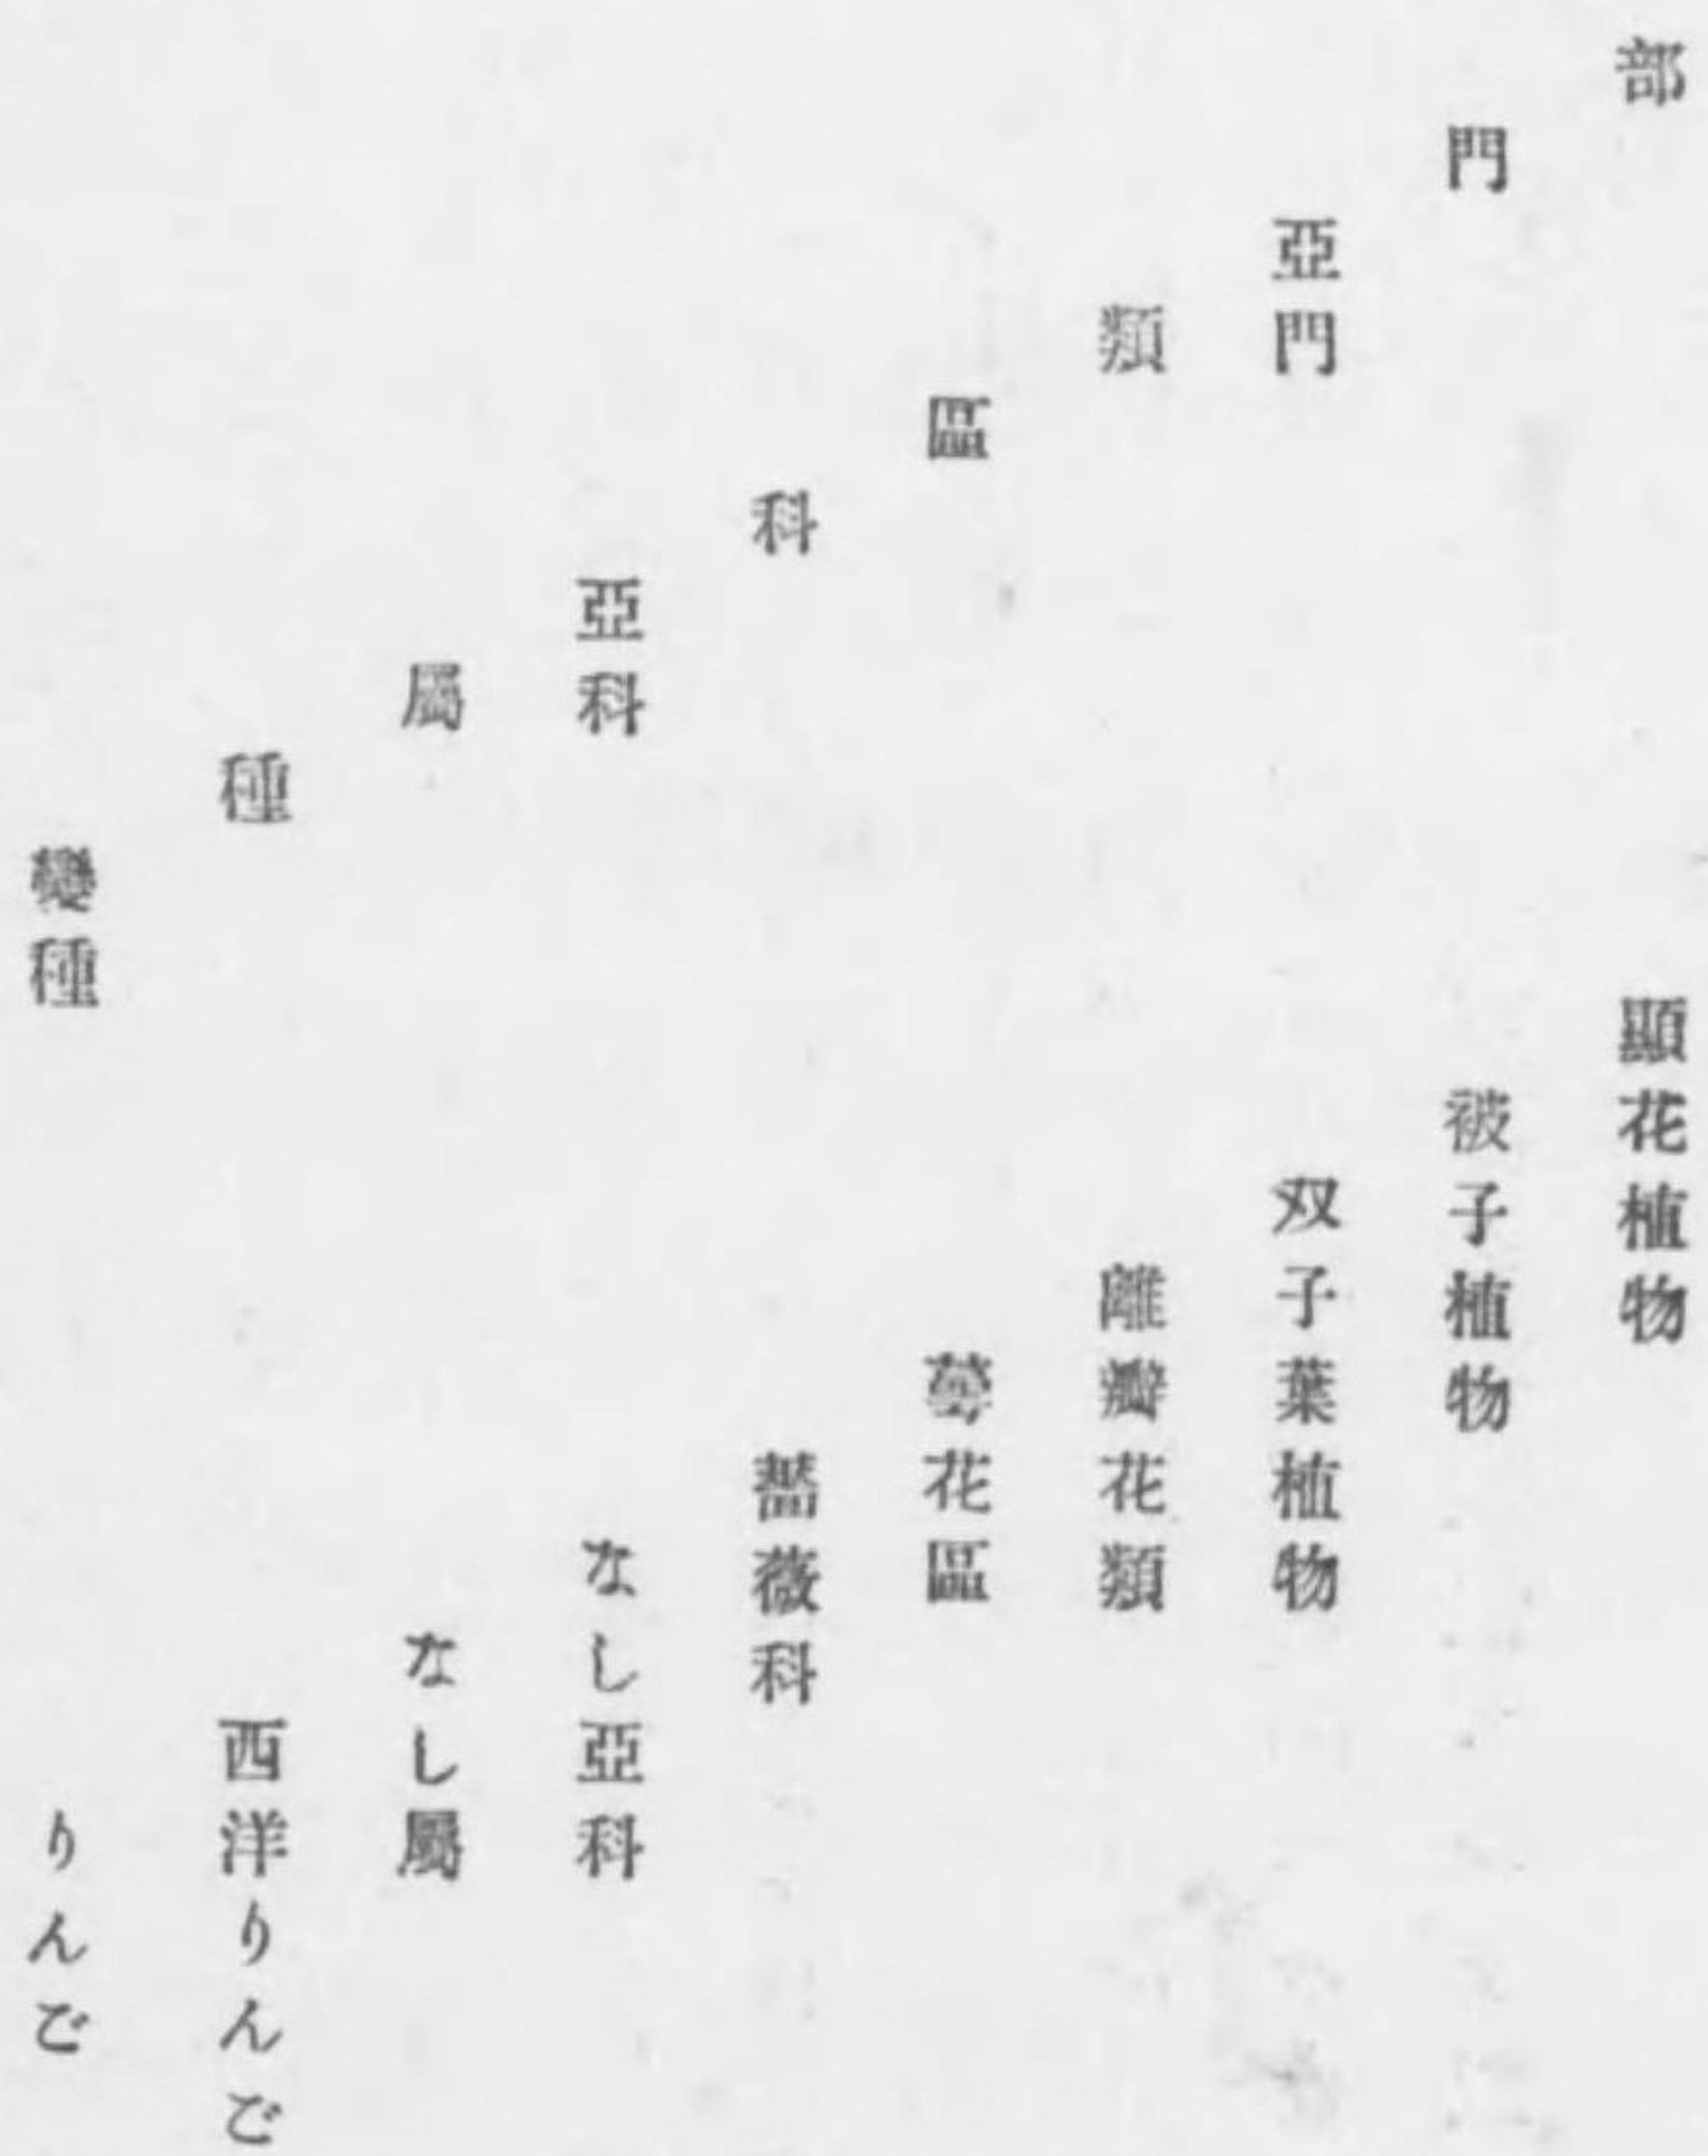 部 顯花植物
門 被子植物
亞門 双子葉植物
類 離瓣花類
區 萼花區
科 薔薇科
亞科 なし亞科
屬 なし屬
種 西洋りんご
變種 りんご